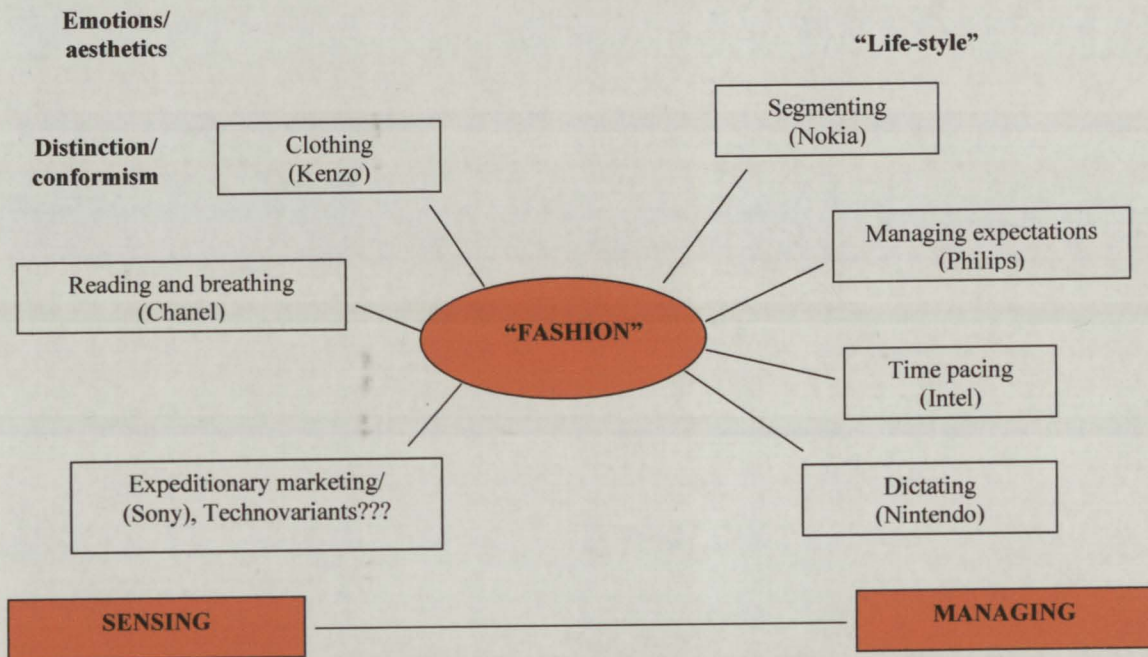 Emotions/
aesthetics
“Life-style”
Segmenting
(Nokia)
Clothing
(Kenzo)
Distinction/
conformism
Managing expectations
(Philips)
Reading and breathing
(Chanel)
“FASHION”
Time pacing
(Intel)
Expeditionary marketing/
(Sony), Technovariants???
Dictating
(Nintendo)
SENSING
MANAGING